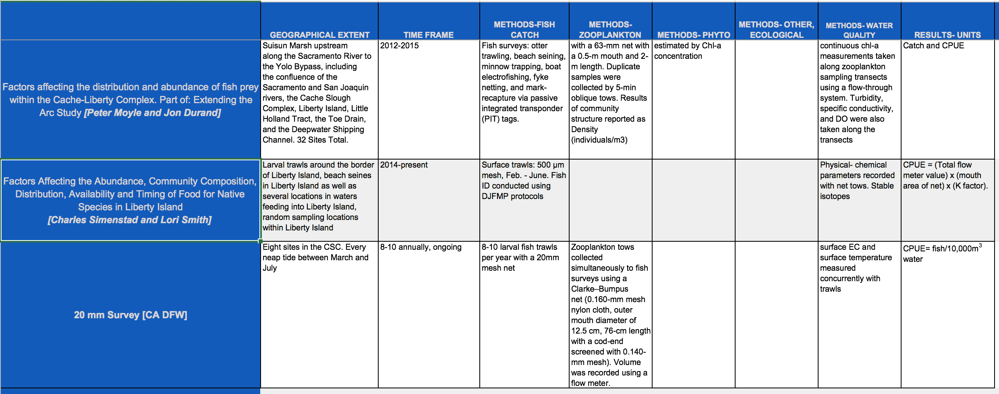 GEOGRAPHICAL EXTENT
TIME FRAME
METHODS-FISH
CATCH
METHODS-
ZOOPLANKTON
METHODS- PHYTO
METHODS- OTHER,
ECOLOGICAL
METHODS- WATER
QUALITY
RESULTS- UNITS
Factors affecting the distribution and abundance of fish prey
within the Cache-Liberty Complex. Part of: Extending the
Arc Study [Peter Moyle and Jon Durand]
Suisun Marsh upstream
along the Sacramento River to
the Yolo Bypass, including
the confluence of the
Sacramento and San Joaquin
rivers, the Cache Slough
Complex, Liberty Island, Little
Holland Tract, the Toe Drain,
and the Deepwater Shipping
Channel. 32 Sites Total.
2012-2015
Fish surveys: otter
trawling, beach seining,
minnow trapping, boat
electrofishing, fyke
netting, and mark-
recapture via passive
integrated transponder
(PIT) tags.
with a 63-mm net with
a 0.5-m mouth and 2-
m length. Duplicate
samples were
collected by 5-min
oblique tows. Results
of community
structure reported as
Density
(individuals/m3)
estimated by Chl-a
concentration
continuous chl-a
measurements taken
along zooplankton
sampling transects
using a flow-through
system. Turbidity,
specific conductivity,
and DO were also
taken along the
transects
Catch and CPUE
Factors Affecting the Abundance, Community Composition,
Distribution, Availability and Timing of Food for Native
Species in Liberty Island
[Charles Simenstad and Lori Smith]
Larval trawls around the border
of Liberty Island, beach seines
in Liberty Island as well as
several locations in waters
feeding into Liberty Island,
random sampling locations
within Liberty Island
2014-present
Surface trawls: 500 µm
mesh, Feb. - June. Fish
ID conducted using
DJFMP protocols
Physical- chemical
parameters recorded
with net tows. Stable
isotopes
CPUE = (Total flow
meter value) x (mouth
area of net) x (K factor).
20 mm Survey [CA DFW]
Eight sites in the CSC. Every
neap tide between March and
July
8-10 annually, ongoing
8-10 larval fish trawls
per year with a 20mm
mesh net
Zooplankton tows
collected
simultaneously to fish
surveys using a
Clarke–Bumpus
net (0.160-mm mesh
nylon cloth, outer
mouth diameter of
12.5 cm, 76-cm length
with a cod-end
screened with 0.140-
mm mesh). Volume
was recorded using a
flow meter.
surface EC and
surface temperature
measured
concurrently with
trawls
CPUE= fish/10,000m³
water